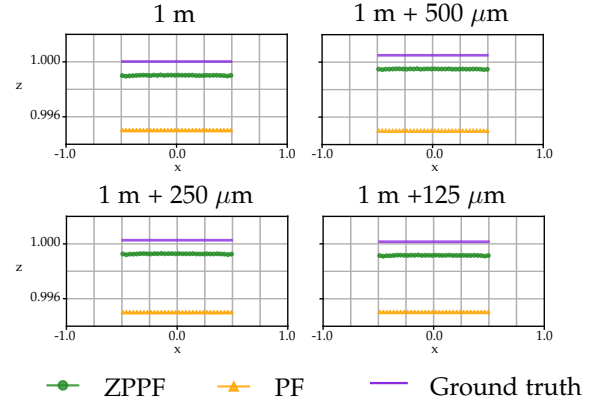 1 m
1 m + 500 μm
1.000
z
0.996
-1.0
0.0
1.0
x
-1.0
0.0
1.0
x
1 m + 250 μm
1 m +125 μm
1.000
z
0.996
-1.0
0.0
1.0
x
-1.0
0.0
1.0
x
ZPPF
PF
Ground truth